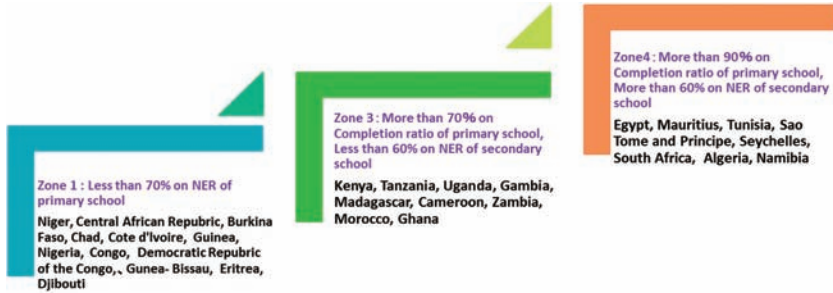 Zone 1 : Less than 70% on NER of
primary school
Niger, Central African Repubric, Burkina
Faso, Chad, Cote d'Ivoire, Guinea,
Nigeria, Congo, Democratic Repubric
of the Congo,、Gunea- Bissau, Eritrea,
Djibouti
Zone 3 : More than 70% on
Completion ratio of primary school,
Less than 60% on NER of secondary
school
Kenya, Tanzania, Uganda, Gambia,
Madagascar, Cameroon, Zambia,
Morocco, Ghana
Zone4 : More than 90% on
Completion ratio of primary school,
More than 60% on NER of secondary
school
Egypt, Mauritius, Tunisia, Sao
Tome and Principe, Seychelles,
South Africa, Algeria, Namibia